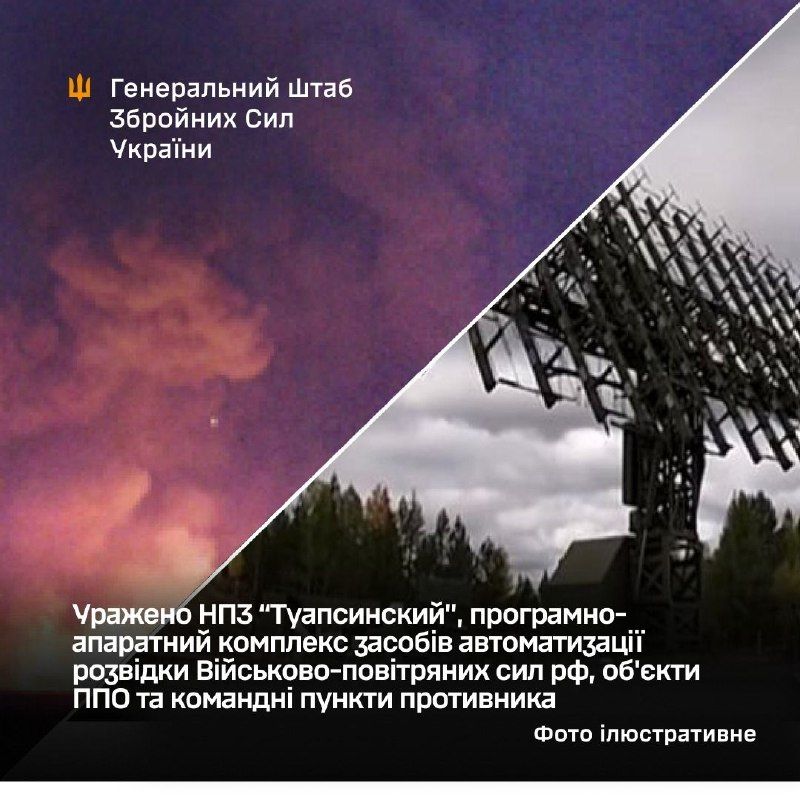 Генеральний Штаб
Збройних Сил
України
Уражено НПЗ “Туапсинский”, програмно-
апаратний комплекс засобів автоматизації
розвідки Військово-повітряних сил рф, об'єкти
ППО та командні пункти противника
Фото ілюстративне